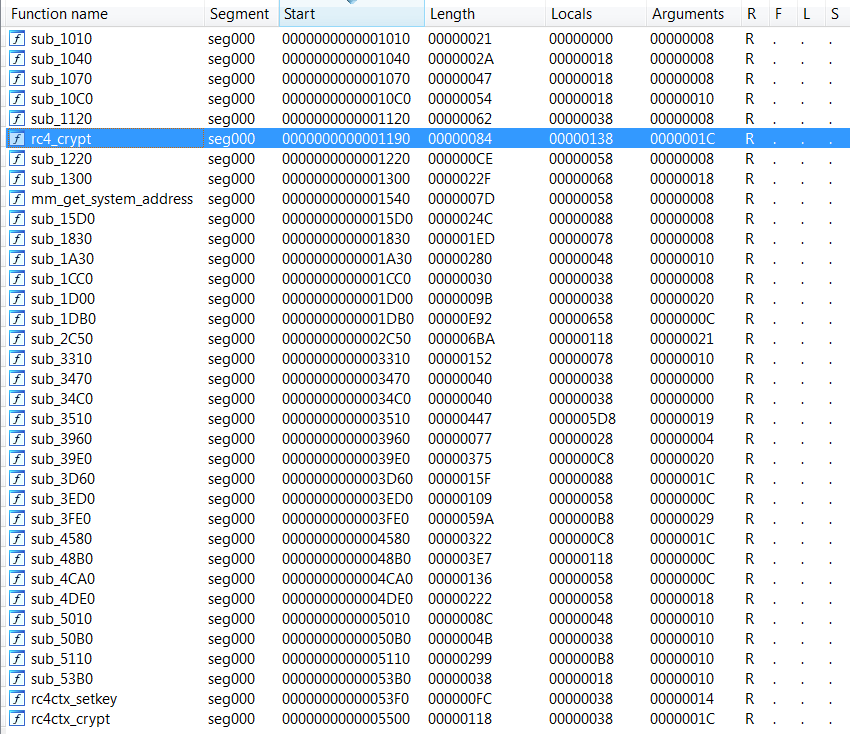 Function name Segment Start Length Locals Arguments R F L S
f sub_1010 seg000 0000000000001010 00000021 00000000 00000008 R . . .
f sub_1040 seg000 0000000000001040 0000002A 00000018 00000008 R . . .
f sub_1070 seg000 0000000000001070 00000047 00000018 00000008 R . . .
f sub_10C0 seg000 00000000000010C0 00000054 00000018 00000010 R . . .
f sub_1120 seg000 0000000000001120 00000062 00000038 00000008 R . . .
f rc4_crypt seg000 0000000000001190 00000084 00000138 0000001C R . . .
f sub_1220 seg000 0000000000001220 000000CE 00000058 00000008 R . . .
f sub_1300 seg000 0000000000001300 0000022F 00000068 00000018 R . . .
f mm_get_system_address seg000 0000000000001540 0000007D 00000058 00000008 R . . .
f sub_15D0 seg000 00000000000015D0 0000024C 00000088 00000008 R . . .
f sub_1830 seg000 0000000000001830 000001ED 00000078 00000008 R . . .
f sub_1A30 seg000 0000000000001A30 00000280 00000048 00000010 R . . .
f sub_1CC0 seg000 0000000000001CC0 00000030 00000038 00000008 R . . .
f sub_1D00 seg000 0000000000001D00 0000009B 00000038 00000020 R . . .
f sub_1DB0 seg000 0000000000001DB0 00000E92 00000658 0000000C R . . .
f sub_2C50 seg000 0000000000002C50 000006BA 00000118 00000021 R . . .
f sub_3310 seg000 0000000000003310 00000152 00000078 00000010 R . . .
f sub_3470 seg000 0000000000003470 00000040 00000038 00000000 R . . .
f sub_34C0 seg000 00000000000034C0 00000040 00000038 00000000 R . . .
f sub_3510 seg000 0000000000003510 00000447 000005D8 00000019 R . . .
f sub_3960 seg000 0000000000003960 00000077 00000028 00000004 R . . .
f sub_39E0 seg000 00000000000039E0 00000375 000000C8 00000020 R . . .
f sub_3D60 seg000 0000000000003D60 0000015F 00000088 0000001C R . . .
f sub_3ED0 seg000 0000000000003ED0 00000109 00000058 0000000C R . . .
f sub_3FE0 seg000 0000000000003FE0 0000059A 000000B8 00000029 R . . .
f sub_4580 seg000 0000000000004580 00000322 000000C8 0000001C R . . .
f sub_48B0 seg000 00000000000048B0 000003E7 00000118 0000000C R . . .
f sub_4CA0 seg000 0000000000004CA0 00000136 00000058 0000000C R . . .
f sub_4DE0 seg000 0000000000004DE0 00000222 00000058 00000018 R . . .
f sub_5010 seg000 0000000000005010 0000008C 00000048 00000010 R . . .
f sub_50B0 seg000 00000000000050B0 0000004B 00000038 00000010 R . . .
f sub_5110 seg000 0000000000005110 00000299 000000B8 00000010 R . . .
f sub_53B0 seg000 00000000000053B0 00000038 00000018 00000010 R . . .
f rc4ctx_setkey seg000 00000000000053F0 000000FC 00000038 00000014 R . . .
f rc4ctx_crypt seg000 0000000000005500 00000118 00000038 0000001C R . . .